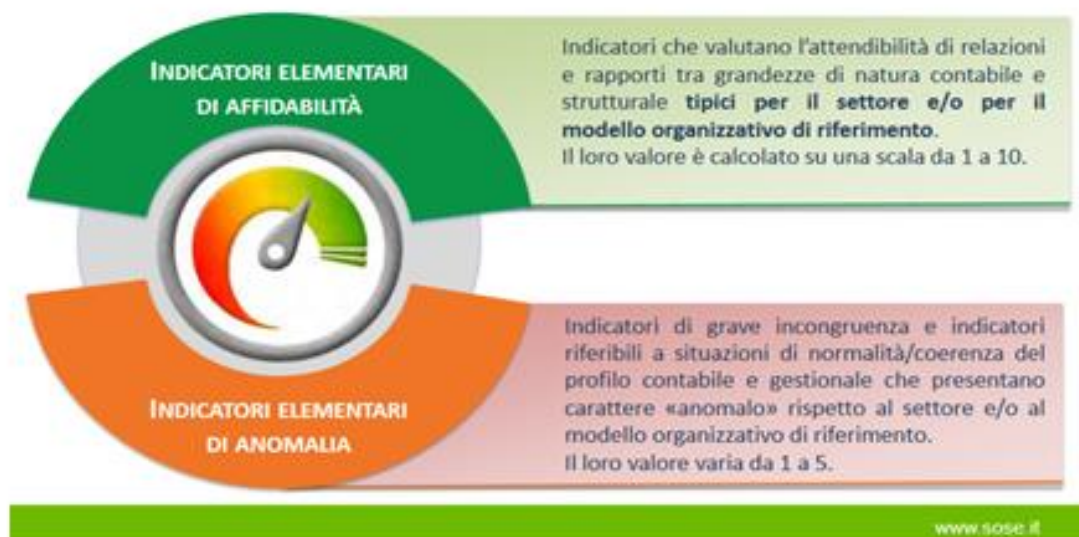 INDICATORI ELEMENTARI
DI AFFIDABILITÀ
Indicatori che valutano l'attendibilità di relazioni
e rapporti tra grandezze di natura contabile e
strutturale tipici per il settore e/o per il
modello organizzativo di riferimento.
Il loro valore è calcolato su una scala da 1 a 10.
INDICATORI ELEMENTARI
DI ANOMALIA
Indicatori di grave incongruenza e indicatori
riferibili a situazioni di normalità/coerenza del
profilo contabile e gestionale che presentano
carattere «anomalo» rispetto al settore e/o al
modello organizzativo di riferimento.
Il loro valore varia da 1 a 5.
www.sose.it